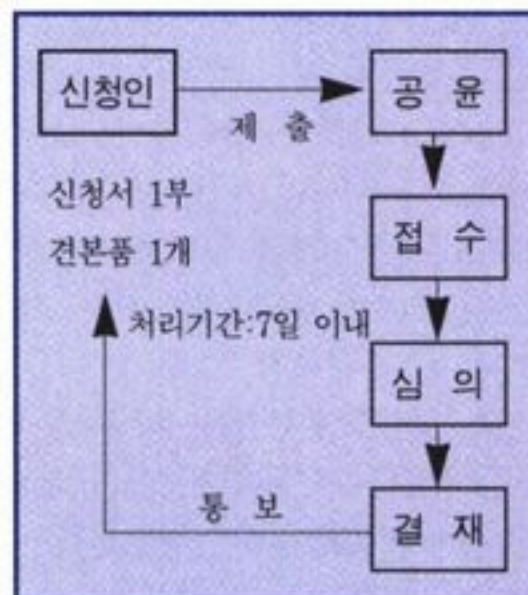 신청인
공 윤
제 출
신청서 1부
견본품 1개
접 수
처리기간:7일 이내
심 의
통 보
결 재